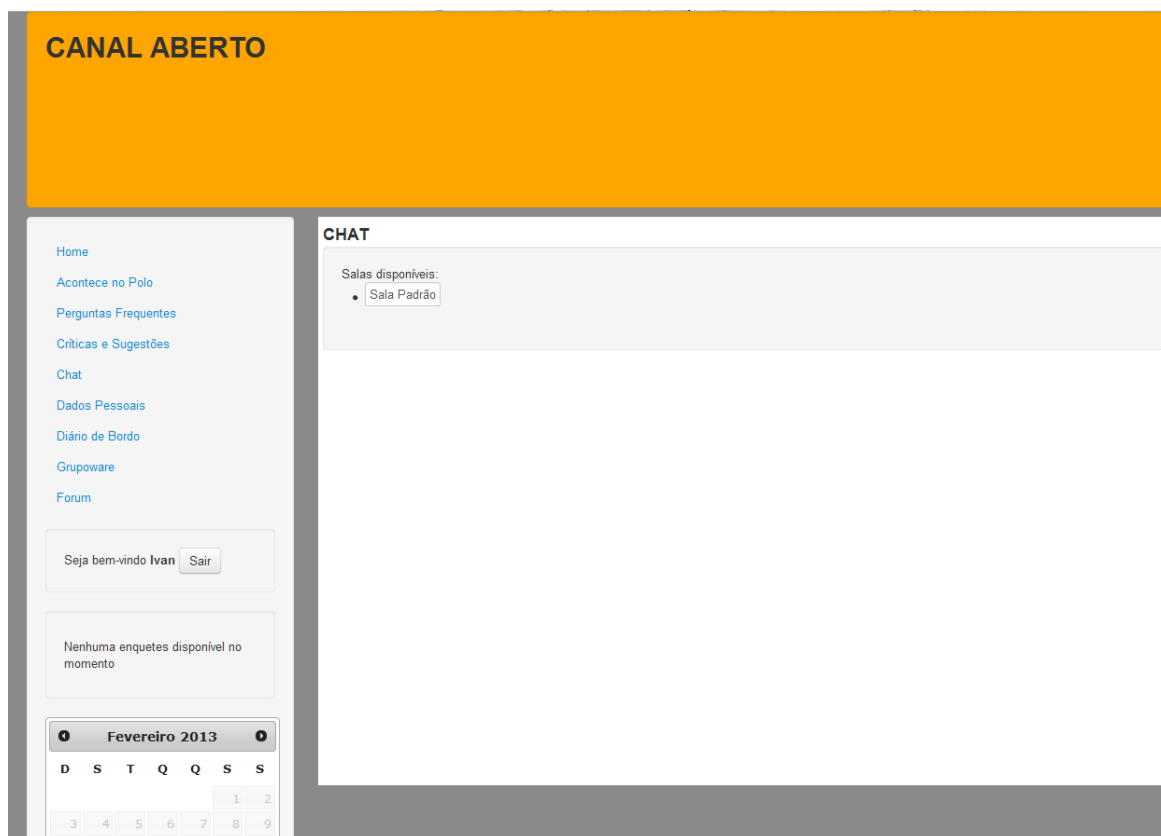 CANAL ABERTO
Home
Acontece no Polo
Perguntas Frequentes
Críticas e Sugestões
Chat
Dados Pessoais
Diário de Bordo
Grupoware
Forum
Seja bem-vindo Ivan Sair
Nenhuma enquetes disponível no
momento
Fevereiro 2013
D S T Q Q S S
1 2
3 4 5 6 7 8 9
CHAT
Salas disponíveis:
• Sala Padrão